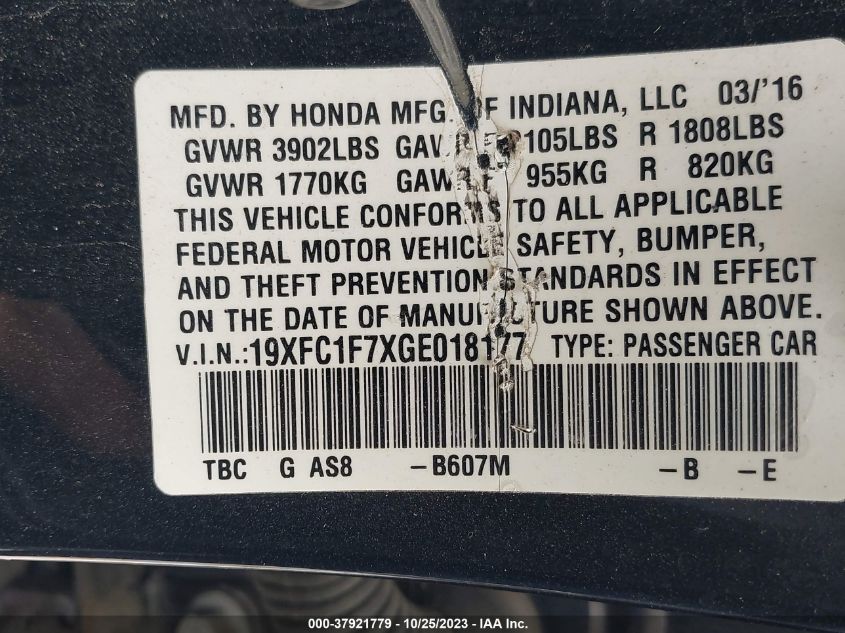 MFD. BY HONDA MFG. OF INDIANA, LLC 03/'16
GVWR 3902LBS GAWR 2105LBS R 1808LBS
GVWR 1770KG GAWR F 955KG R 820KG
THIS VEHICLE CONFORMS TO ALL APPLICABLE
FEDERAL MOTOR VEHICLE SAFETY, BUMPER,
AND THEFT PREVENTION STANDARDS IN EFFECT
ON THE DATE OF MANUFACTURE SHOWN ABOVE.
V.I.N.:19XFC1F7XGE018177 TYPE: PASSENGER CAR
TBC G AS8 -B607M -B -E
000-37921779 - 10/25/2023 - IAA Inc.